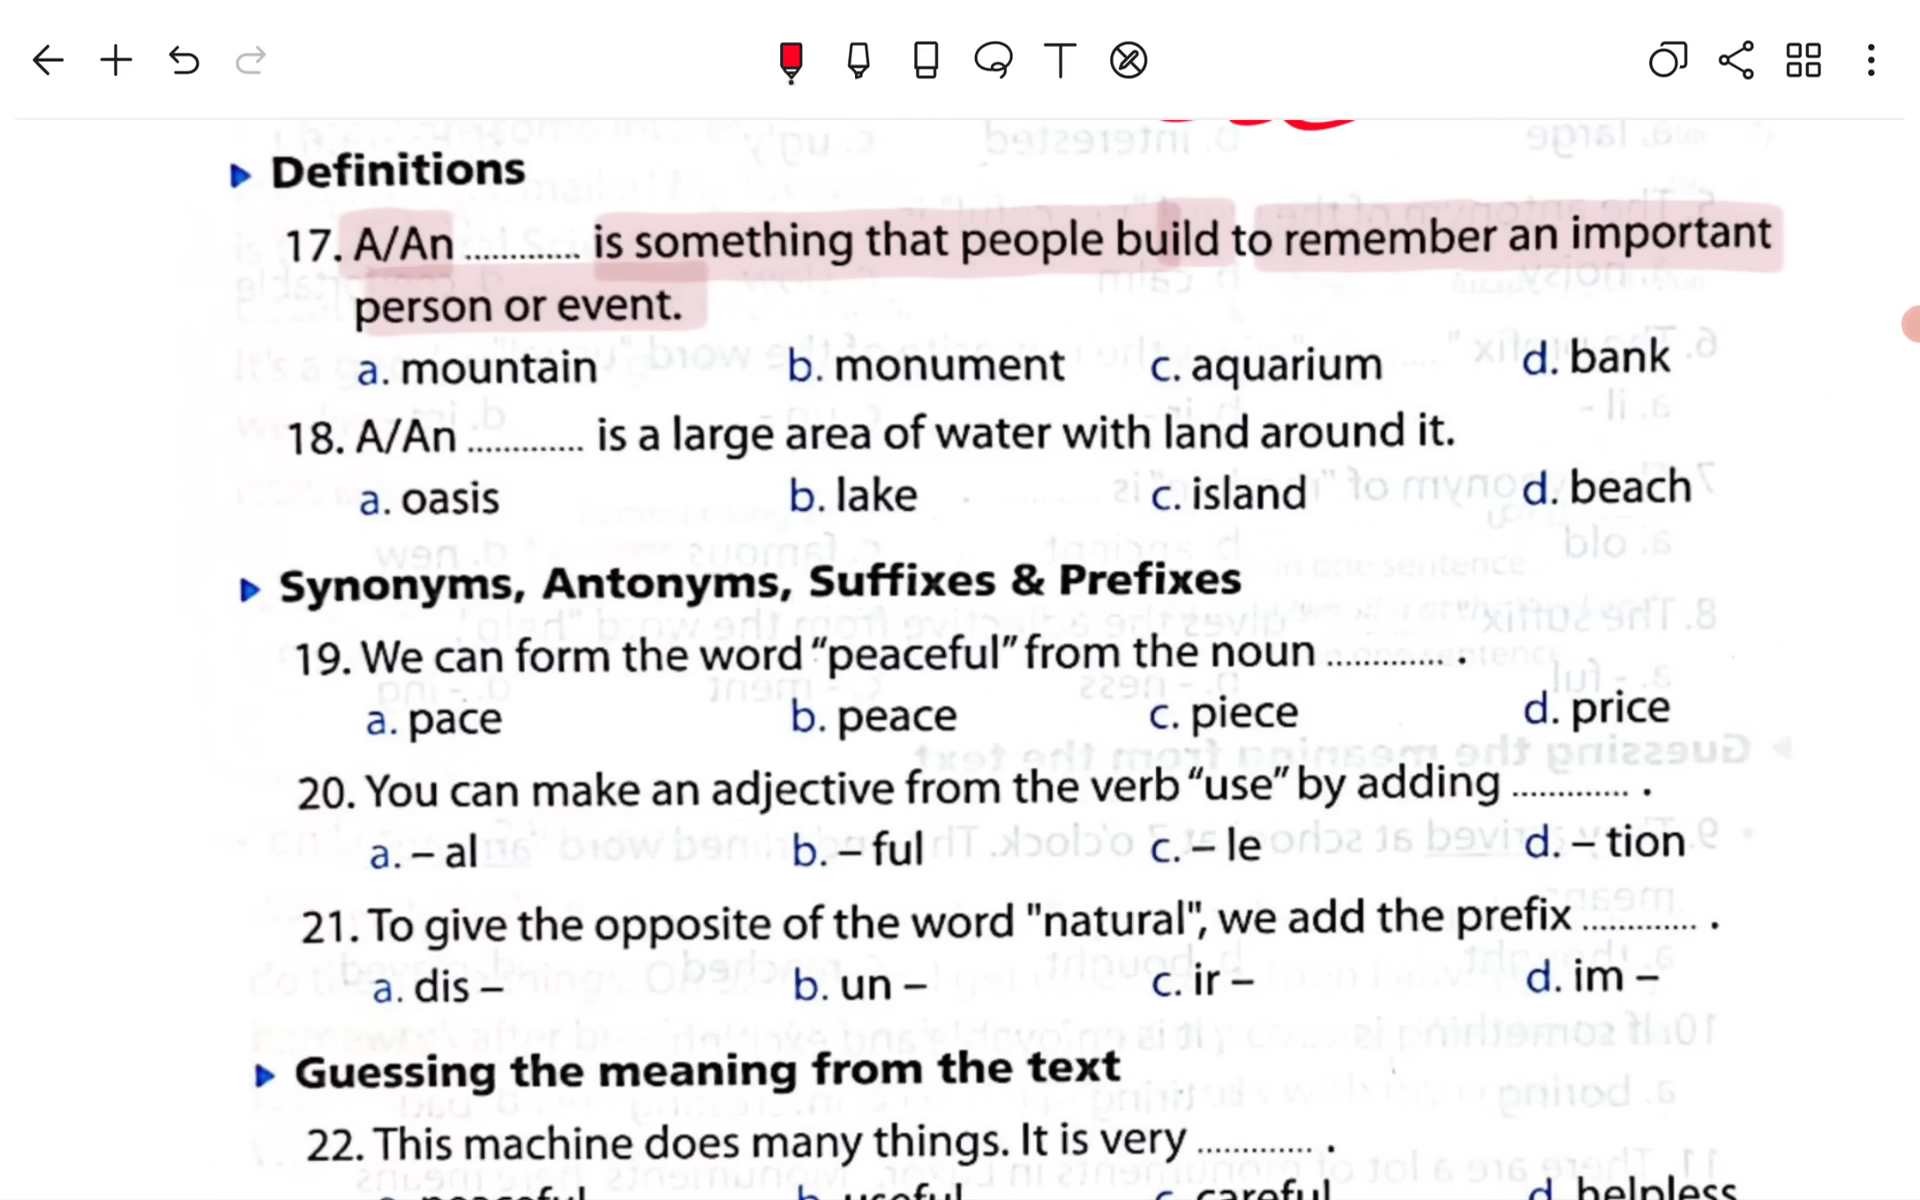 Definitions
17. A/An ............ is something that people build to remember an important
person or event.
a. mountain b. monument c. aquarium d. bank
18. A/An ............ is a large area of water with land around it.
a. oasis b. lake c. island d. beach
Synonyms, Antonyms, Suffixes & Prefixes
19. We can form the word "peaceful" from the noun ............ .
a. pace b. peace c. piece d. price
20. You can make an adjective from the verb "use" by adding ............ .
a. – al b. – ful c. – le d. – tion
21. To give the opposite of the word "natural", we add the prefix ............ .
a. dis – b. un – c. ir – d. im –
Guessing the meaning from the text
22. This machine does many things. It is very ............ .
a. peaceful b. useful c. careful d. helpless